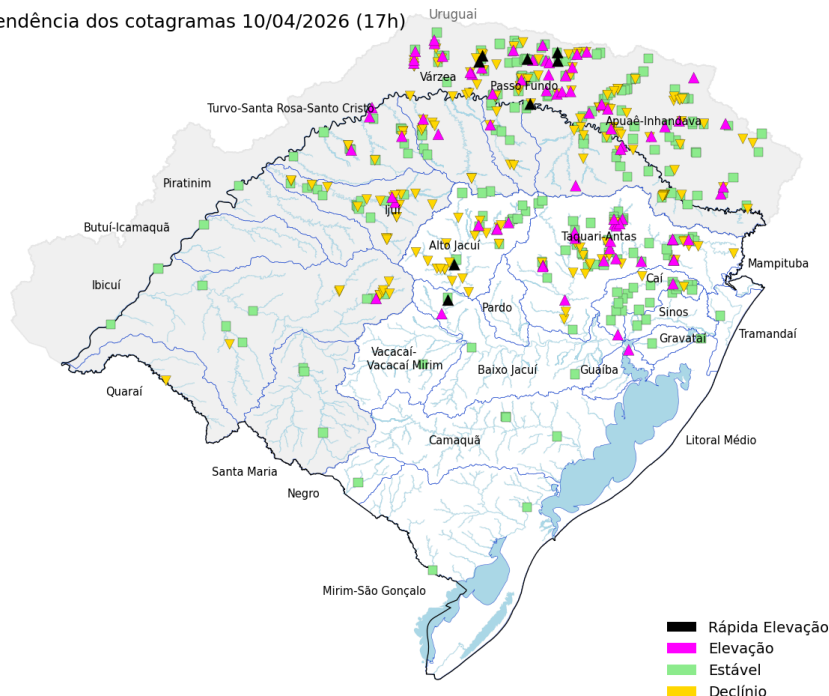 endência dos cotagramas 10/04/2026 (17h)
Uruguai
Várzea
Passo Fundo
Turvo-Santa Rosa-Santo Cristo
Apuaê-Inhandava
Piratinim
Ijuí
Butuí-Icamaquã
Taquari-Antas
Alto Jacuí
Mampituba
Ibicuí
Caí
Pardo
Sinos
Tramandaí
Gravataí
Vacacaí-
Vacacaí Mirim
Baixo Jacuí
Guaíba
Quaraí
Camaquã
Litoral Médio
Santa Maria
Negro
Mirim-São Gonçalo
Rápida Elevação
Elevação
Estável
Declínio